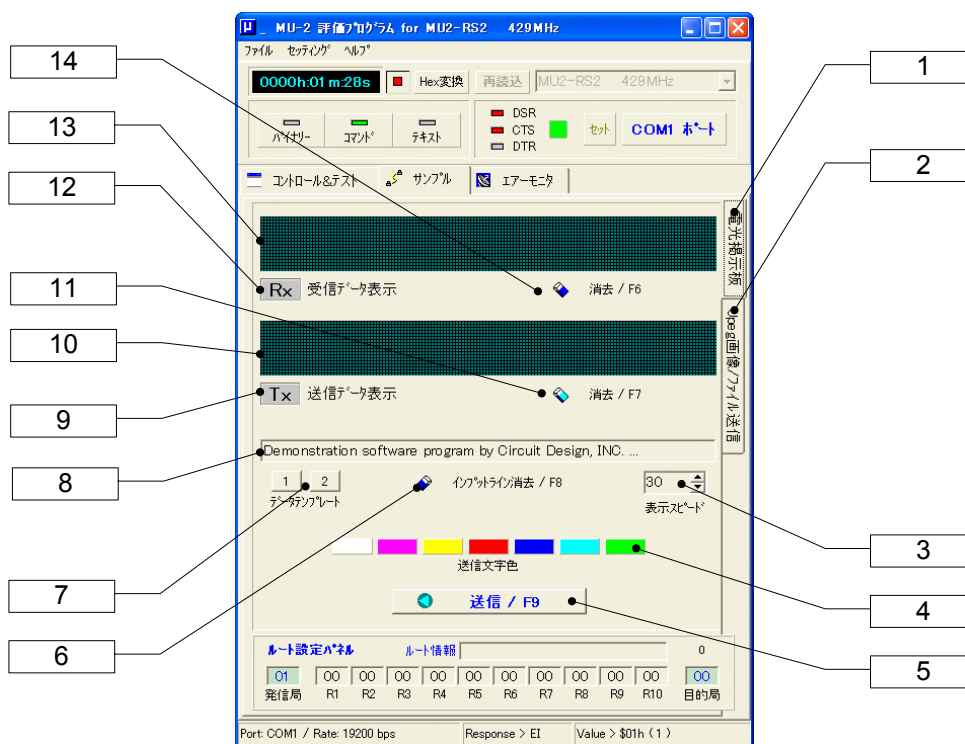 MU-2 評価ﾌﾟﾛｸﾞﾗﾑ for MU2-RS2 429MHz
ﾌｧｲﾙ ｾｯﾃｨﾝｸﾞ ﾍﾙﾌﾟ
0000h:01 m:28s Hex変換 再読込 MU2-RS2 429MHz
ﾊﾞｲﾅﾘｰ ｺﾏﾝﾄﾞ ﾃｷｽﾄ
DSR
CTS
DTR
ｾｯﾄ COM1 ﾎﾟｰﾄ
ｺﾝﾄﾛｰﾙ&ﾃｽﾄ ｻﾝﾌﾟﾙ ｴｱｰﾓﾆﾀ
電光掲示板
Jpeg画像/ファイル送信
Rx 受信ﾃﾞｰﾀ表示 消去 / F6
Tx 送信ﾃﾞｰﾀ表示 消去 / F7
Demonstration software program by Circuit Design, INC. ...
1 2
ﾃﾞｰﾀﾃﾝﾌﾟﾚｰﾄ
ｲﾝﾌﾟｯﾄﾗｲﾝ消去 / F8
30
表示ｽﾋﾟｰﾄﾞ
送信文字色
送信 / F9
ﾙｰﾄ設定ﾊﾟﾈﾙ ﾙｰﾄ情報 0
01 00 00 00 00 00 00 00 00 00 00 00
発信局 R1 R2 R3 R4 R5 R6 R7 R8 R9 R10 目的局
Port: COM1 / Rate: 19200 bps Response > EI Value > $01h ( 1 )
14
13
12
11
10
9
8
7
6
1
2
3
4
5